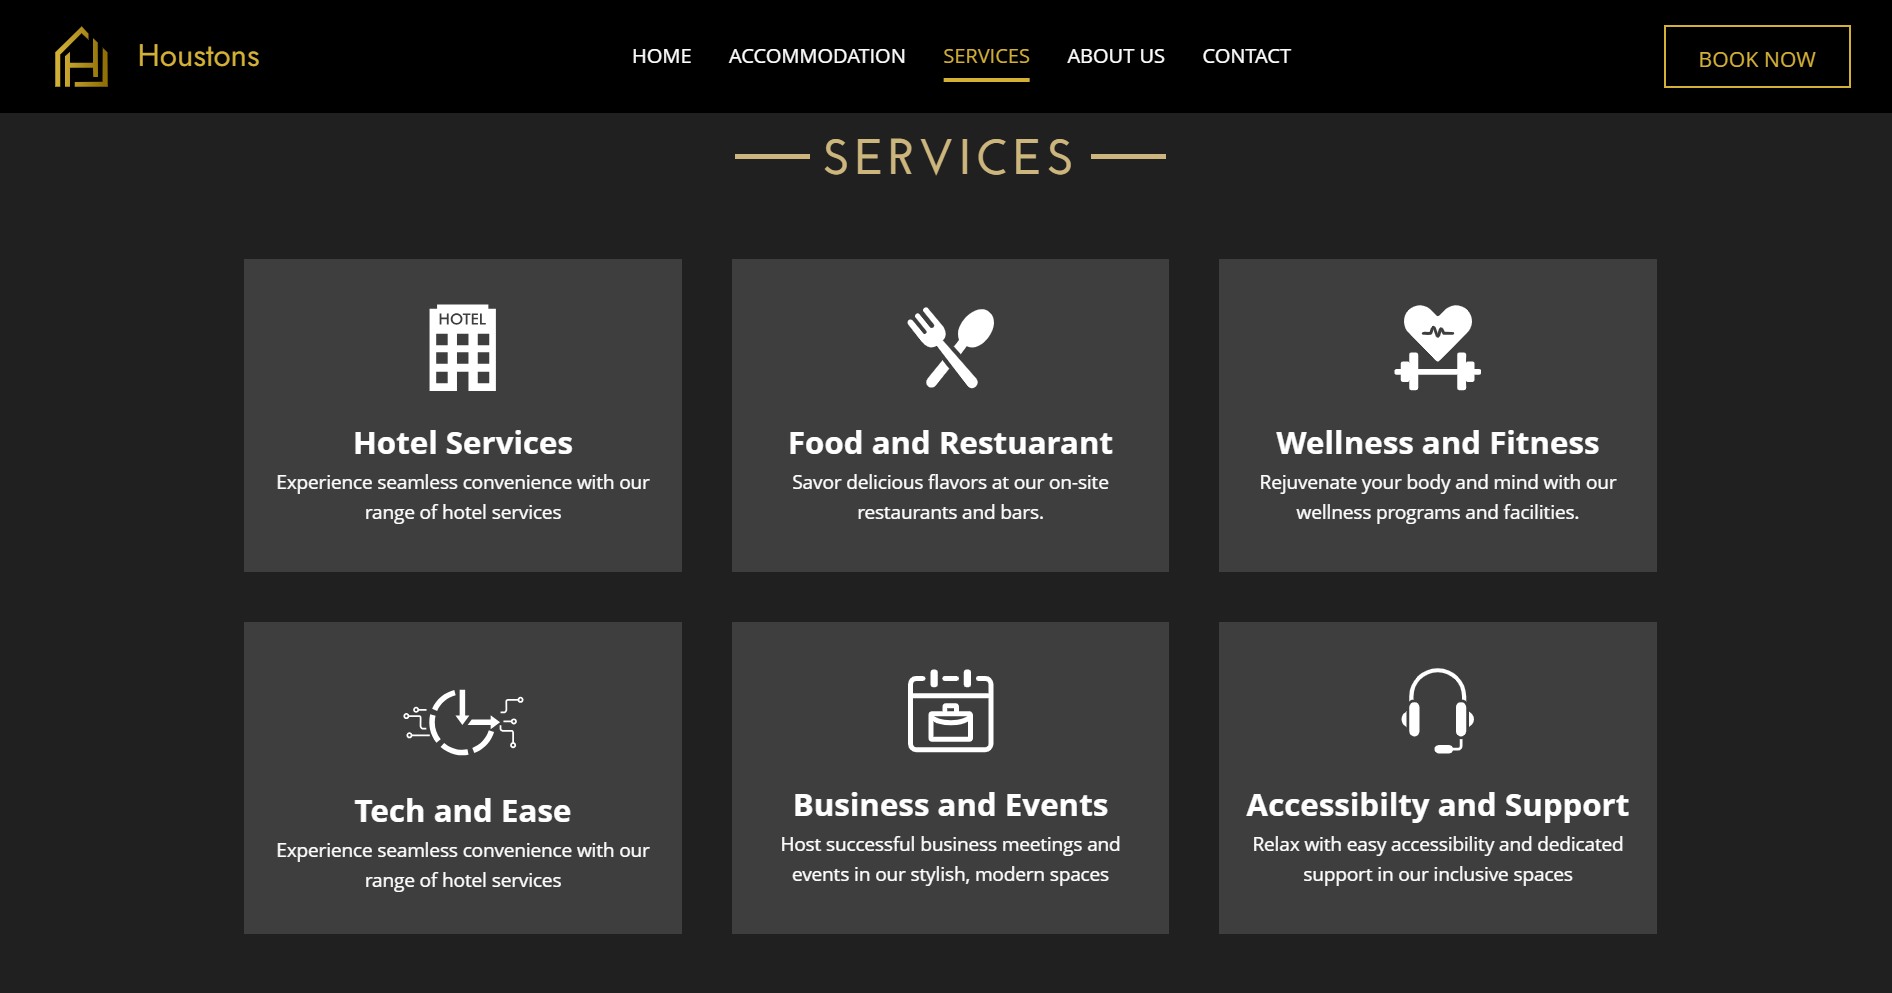 Houstons
HOME ACCOMMODATION SERVICES ABOUT US CONTACT
BOOK NOW
SERVICES
HOTEL
Hotel Services
Experience seamless convenience with our
range of hotel services
Food and Restuarant
Savor delicious flavors at our on-site
restaurants and bars.
Wellness and Fitness
Rejuvenate your body and mind with our
wellness programs and facilities.
Tech and Ease
Experience seamless convenience with our
range of hotel services
Business and Events
Host successful business meetings and
events in our stylish, modern spaces
Accessibilty and Support
Relax with easy accessibility and dedicated
support in our inclusive spaces